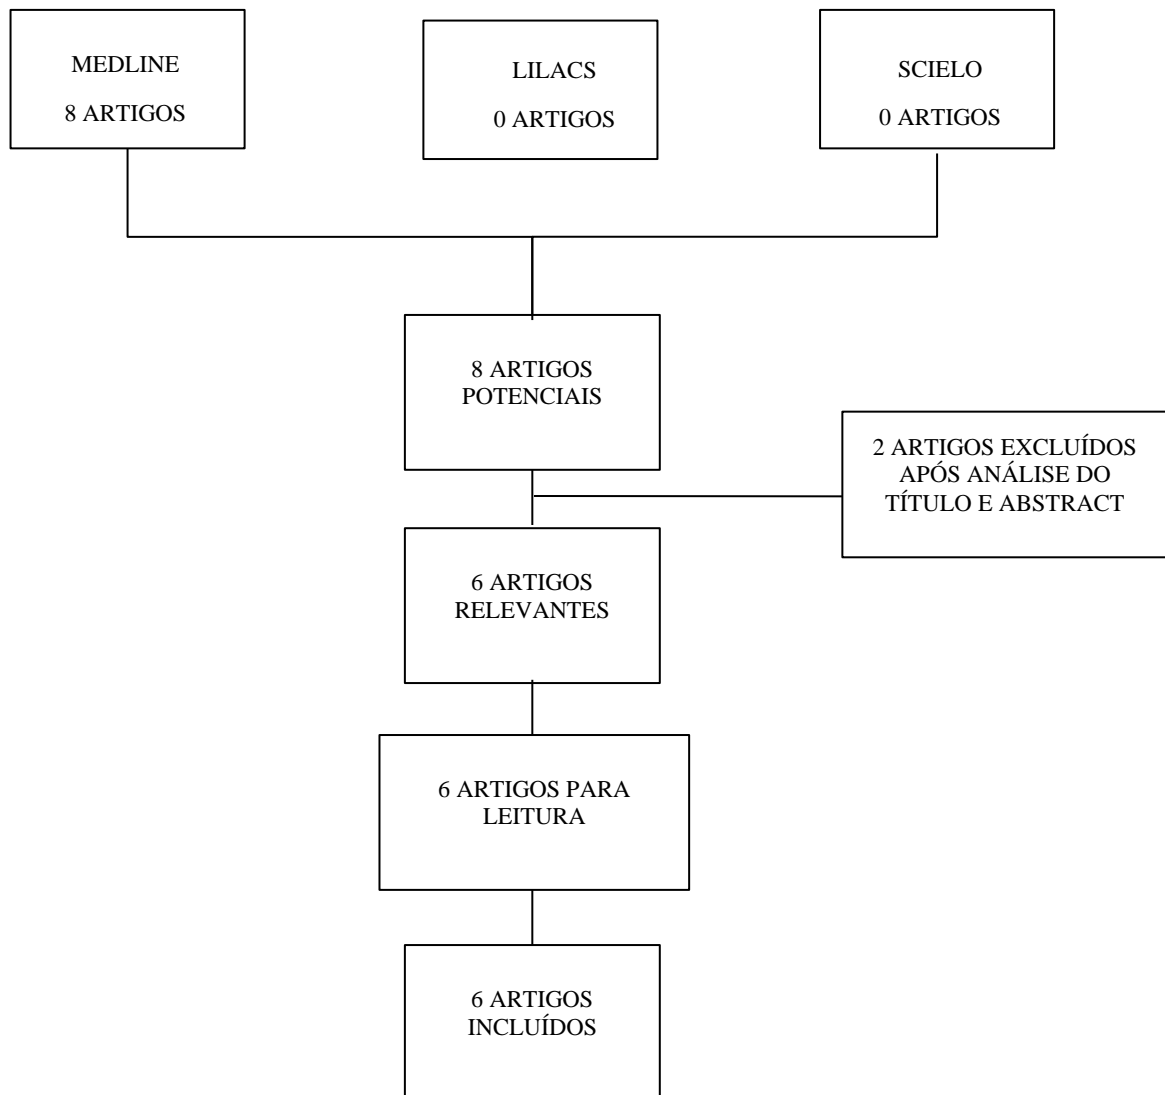 MEDLINE
8 ARTIGOS
LILACS
0 ARTIGOS
SCIELO
0 ARTIGOS
8 ARTIGOS
POTENCIAIS
2 ARTIGOS EXCLUÍDOS
APÓS ANÁLISE DO
TÍTULO E ABSTRACT
6 ARTIGOS
RELEVANTES
6 ARTIGOS PARA
LEITURA
6 ARTIGOS
INCLUÍDOS